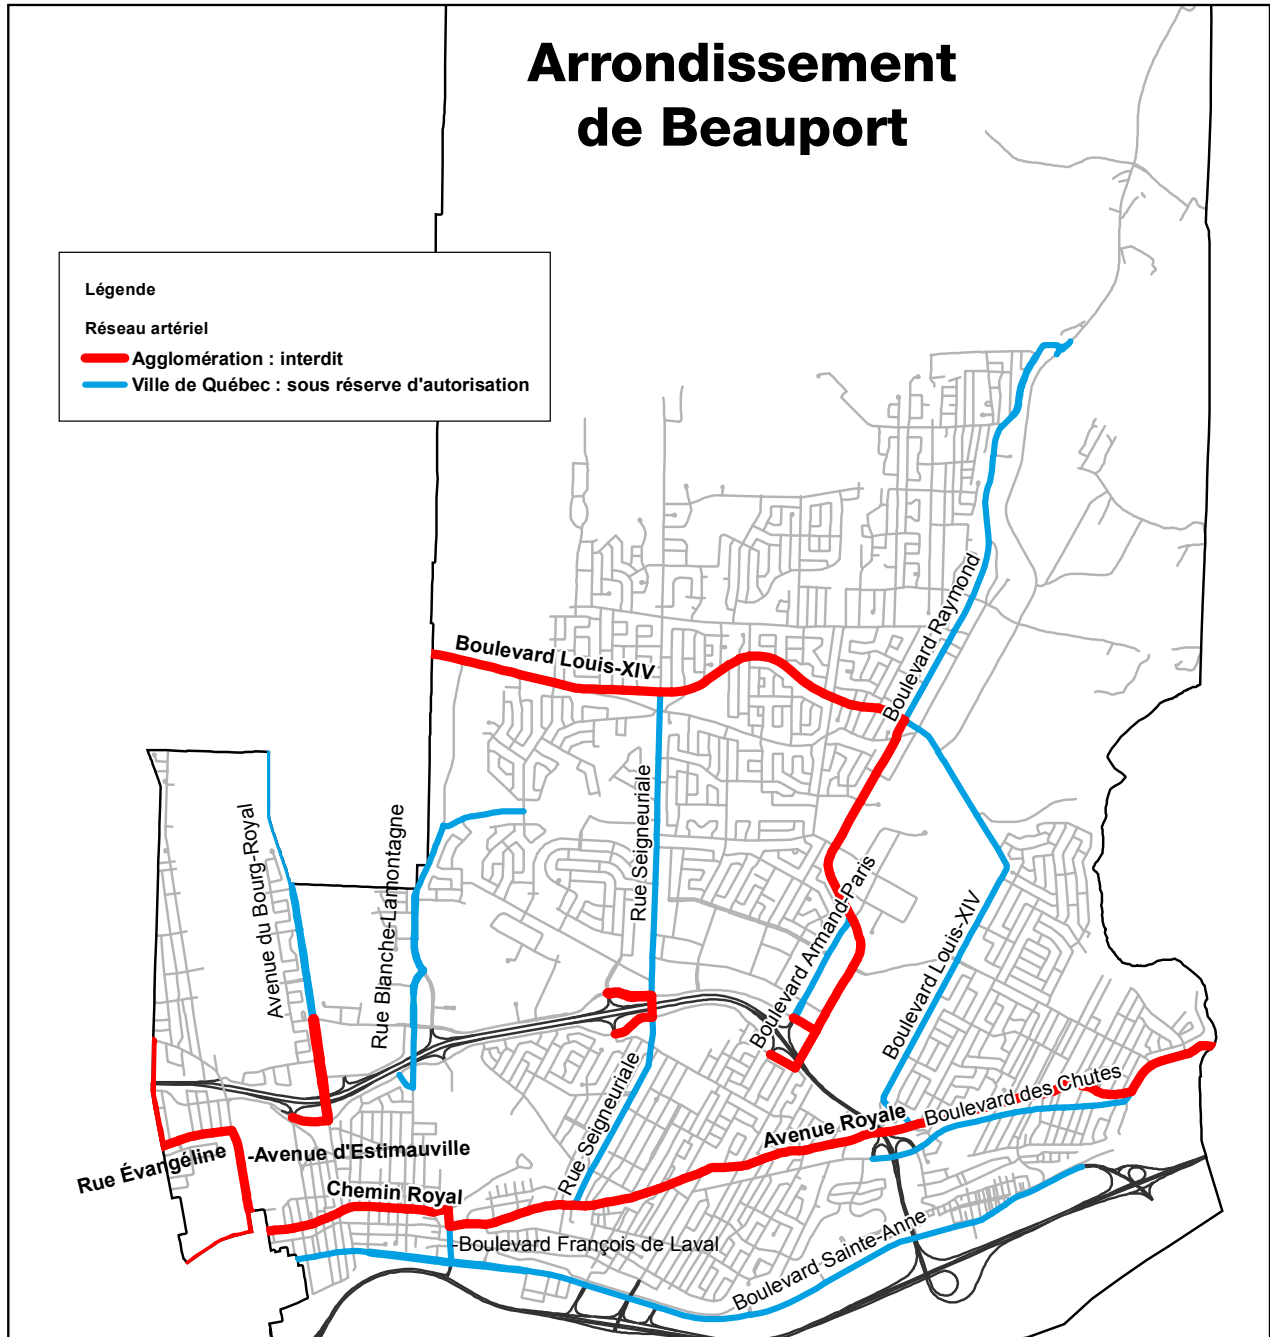 Arrondissement
de Beauport
Légende
Réseau artériel
Agglomération : interdit
Ville de Québec : sous réserve d'autorisation
Boulevard Louis-XIV
Boulevard Raymond
Rue Seigneuriale
Avenue du Bourg-Royal
Rue Blanche-Lamontagne
Boulevard Armand-Paris
Boulevard Louis-XIV
Rue Seigneuriale
Boulevard des Chutes
Avenue Royale
-Avenue d'Estimauville
Rue Évangéline
Chemin Royal
-Boulevard François de Laval
Boulevard Sainte-Anne